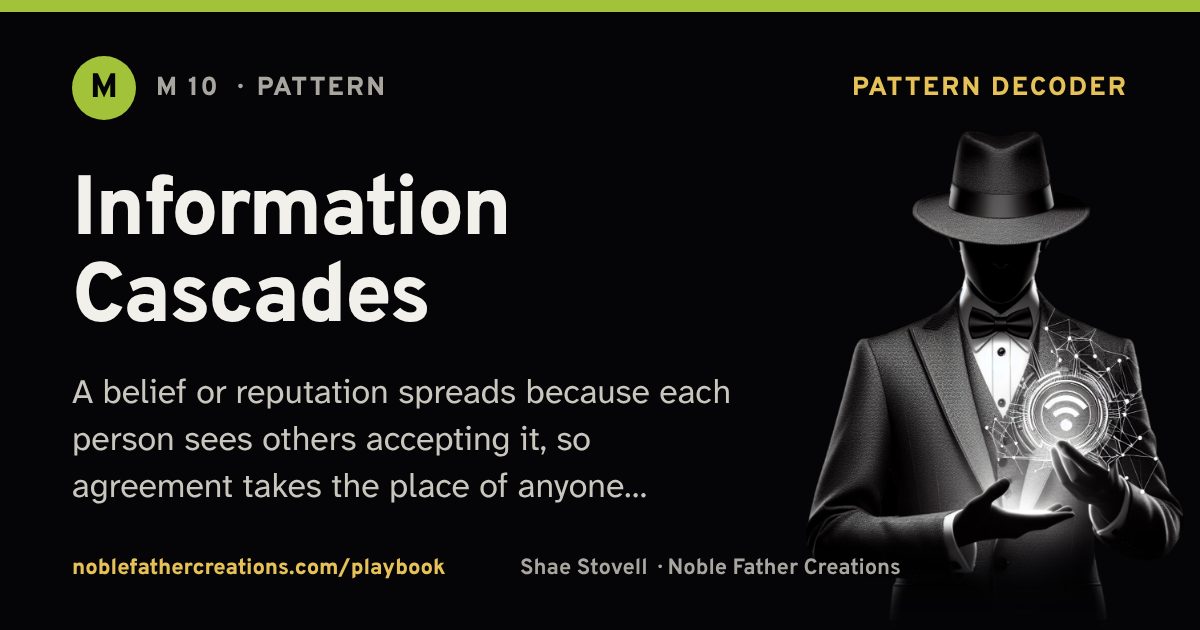 M
M 10 · PATTERN
PATTERN DECODER
Information
Cascades
A belief or reputation spreads because each
person sees others accepting it, so
agreement takes the place of anyone...
noblefathercreations.com/playbook
Shae Stovell · Noble Father Creations